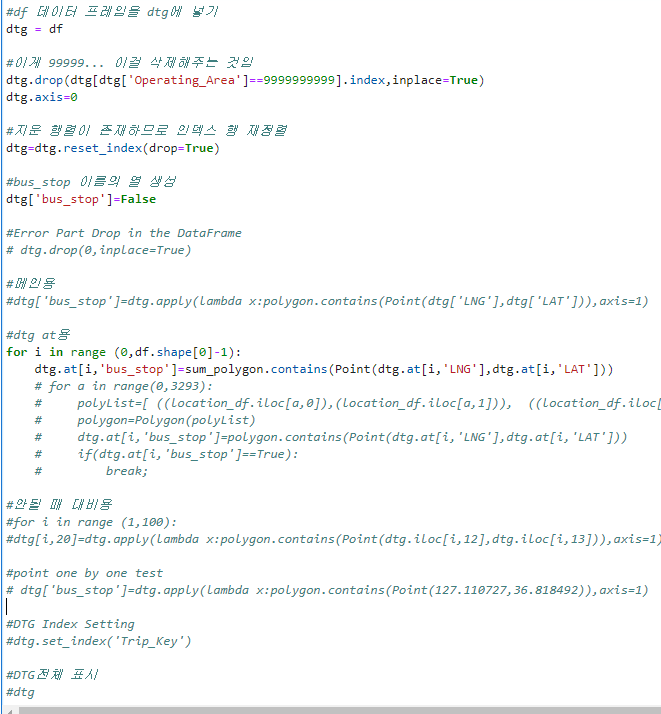 #df 데이터 프레임을 dtg에 넣기
dtg = df
#이게 99999... 이걸 삭제해주는 것임
dtg.drop(dtg[dtg['Operating_Area']==9999999999].index,inplace=True)
dtg.axis=0
#지운 행렬이 존재하므로 인덱스 행 재정렬
dtg=dtg.reset_index(drop=True)
#bus_stop 이름의 열 생성
dtg['bus_stop']=False
#Error Part Drop in the DataFrame
# dtg.drop(0,inplace=True)
#메인용
#dtg['bus_stop']=dtg.apply(lambda x:polygon.contains(Point(dtg['LNG'],dtg['LAT'])),axis=1)
#dtg at용
for i in range (0,df.shape[0]-1):
    dtg.at[i,'bus_stop']=sum_polygon.contains(Point(dtg.at[i,'LNG'],dtg.at[i,'LAT']))
    # for a in range(0,3293):
    #     polyList=[ ((location_df.iloc[a,0]),(location_df.iloc[a,1])),  ((location_df.iloc[
    #     polygon=Polygon(polyList)
    #     dtg.at[i,'bus_stop']=polygon.contains(Point(dtg.at[i,'LNG'],dtg.at[i,'LAT']))
    #     if(dtg.at[i,'bus_stop']==True):
    #         break;
#안될 때 대비용
#for i in range (1,100):
#dtg[i,20]=dtg.apply(lambda x:polygon.contains(Point(dtg.iloc[i,12],dtg.iloc[i,13])),axis=1)
#point one by one test
# dtg['bus_stop']=dtg.apply(lambda x:polygon.contains(Point(127.110727,36.818492)),axis=1)
#DTG Index Setting
#dtg.set_index('Trip_Key')
#DTG전체 표시
#dtg